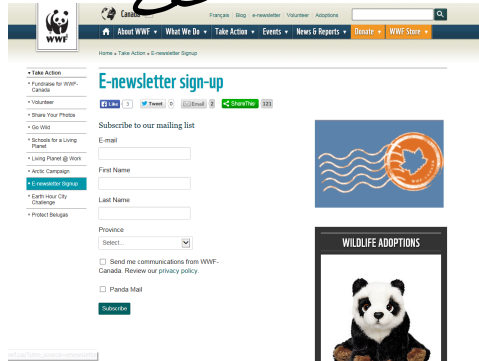 Canada
Français | Blog | e-newsletter | Volunteer | Adoptions
WWF
About WWF What We Do Take Action Events News & Reports Donate WWF Store
Home » Take Action » E-newsletter Signup
Take Action
Fundraise for WWF-
Canada
Volunteer
Share Your Photos
Go Wild
Schools for a Living
Planet
Living Planet @ Work
Arctic Campaign
E-newsletter Signup
Earth Hour City
Challenge
Protect Belugas
E-newsletter sign-up
Like 3 Tweet 0 Email 2 ShareThis 121
Subscribe to our mailing list
E-mail
First Name
Last Name
Province
Select...
Send me communications from WWF-
Canada. Review our privacy policy.
Panda Mail
Subscribe
WILDLIFE ADOPTIONS